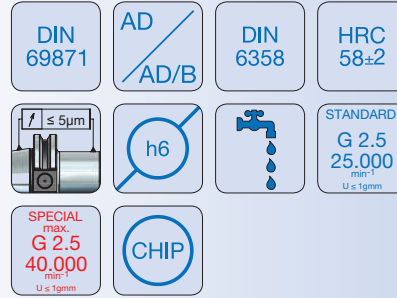 DIN
69871
AD
AD/B
DIN
6358
HRC
58±2
≤ 5µm
h6
STANDARD
G 2.5
25.000
min⁻¹
U ≤ 1gmm
SPECIAL
max.
G 2.5
40.000
min⁻¹
U ≤ 1gmm
CHIP